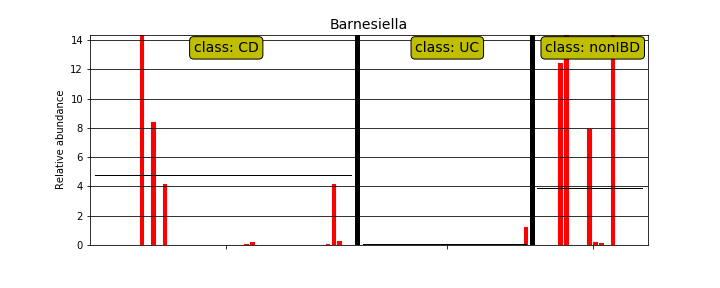 Barnesiella
class: CD
class: UC
class: nonIBD
Relative abundance
14
12
10
8
6
4
2
0